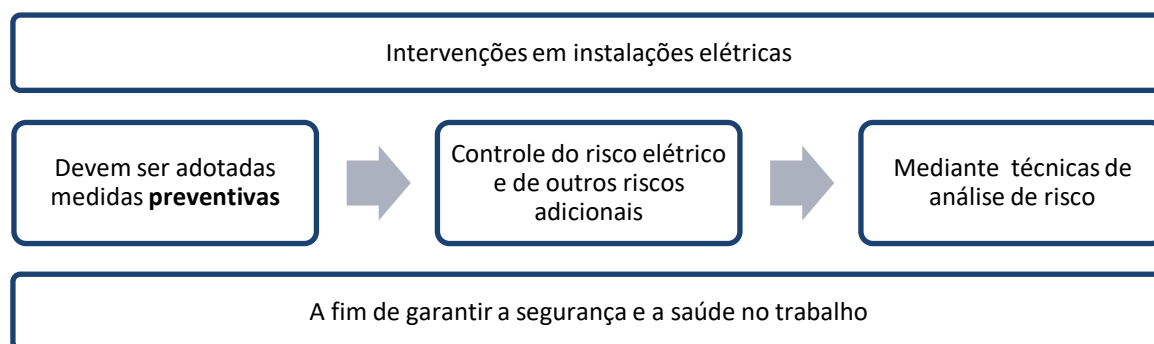 Intervenções em instalações elétricas
Devem ser adotadas
medidas preventivas
Controle do risco elétrico
e de outros riscos
adicionais
Mediante técnicas de
análise de risco
A fim de garantir a segurança e a saúde no trabalho